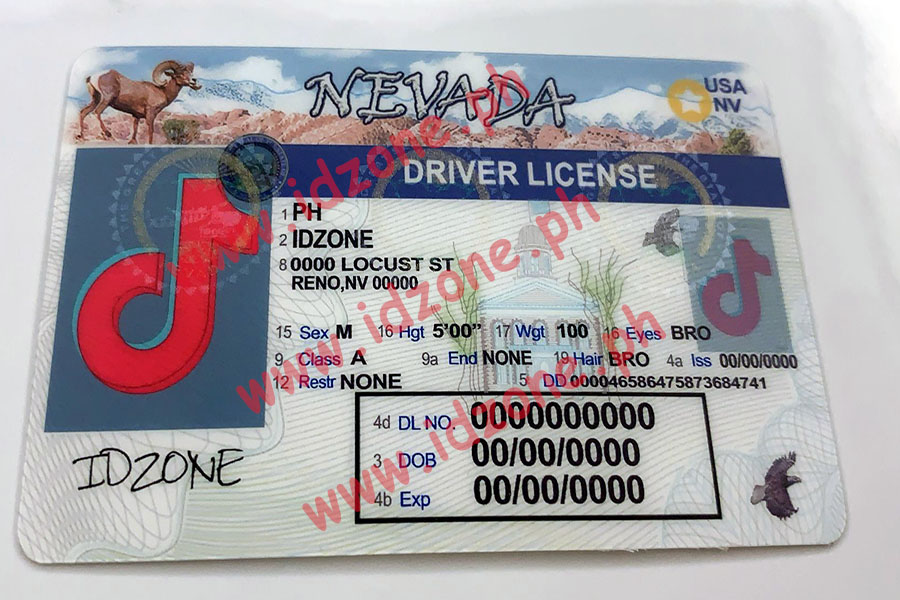 NEVADA
USA
NV
DRIVER LICENSE
1 PH
2 IDZONE
8 0000 LOCUST ST
RENO,NV 00000
15 Sex M 16 Hgt 5'00" 17 Wgt 100 16 Eyes BRO
9 Class A 9a End NONE 19 Hair BRO 4a Iss 00/00/0000
12 Restr NONE 5 DD 000046586475873684741
4d DL NO. 0000000000
3 DOB 00/00/0000
4b Exp 00/00/0000
IDZONE
www.idzone.ph
www.idzone.ph
www.idzone.ph